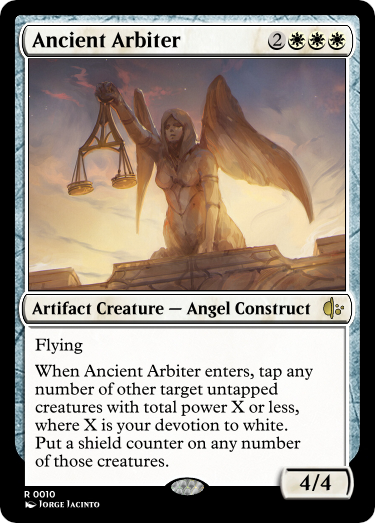 Ancient Arbiter 2
Artifact Creature — Angel Construct
Flying
When Ancient Arbiter enters, tap any
number of other target untapped
creatures with total power X or less,
where X is your devotion to white.
Put a shield counter on any number
of those creatures.
4/4
R 0010
Jorge Jacinto